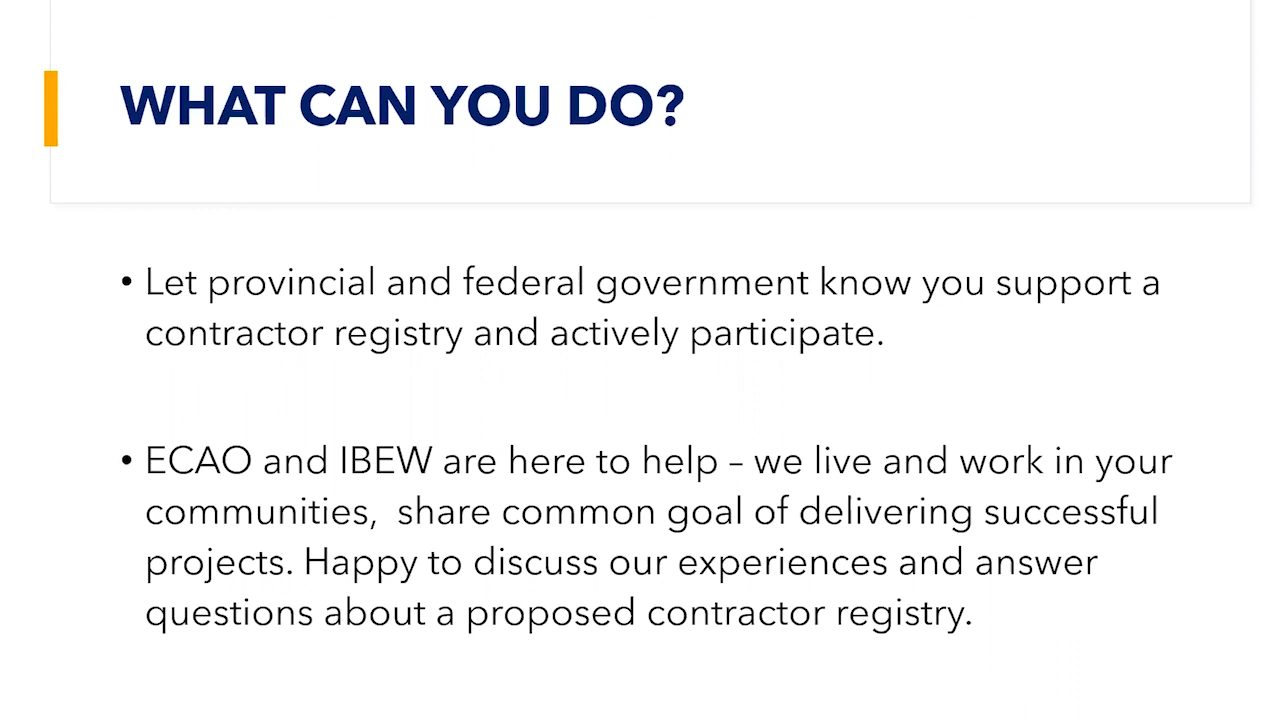 WHAT CAN YOU DO?
• Let provincial and federal government know you support a
contractor registry and actively participate.
• ECAO and IBEW are here to help – we live and work in your
communities,  share common goal of delivering successful
projects. Happy to discuss our experiences and answer
questions about a proposed contractor registry.